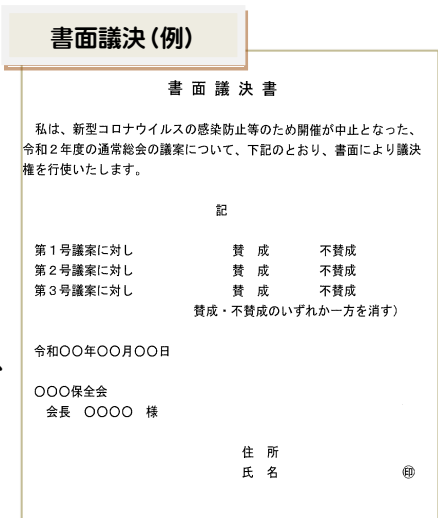 書面議決（例）
書面議決書
私は、新型コロナウイルスの感染防止等のため開催が中止となった、
令和２年度の通常総会の議案について、下記のとおり、書面により議決
権を行使いたします。
記
第１号議案に対し　賛　成　不賛成
第２号議案に対し　賛　成　不賛成
第３号議案に対し　賛　成　不賛成
賛成・不賛成のいずれか一方を消す）
令和〇〇年〇〇月〇〇日
〇〇〇保全会
会長　〇〇〇〇　様
住　所
氏　名　㊞